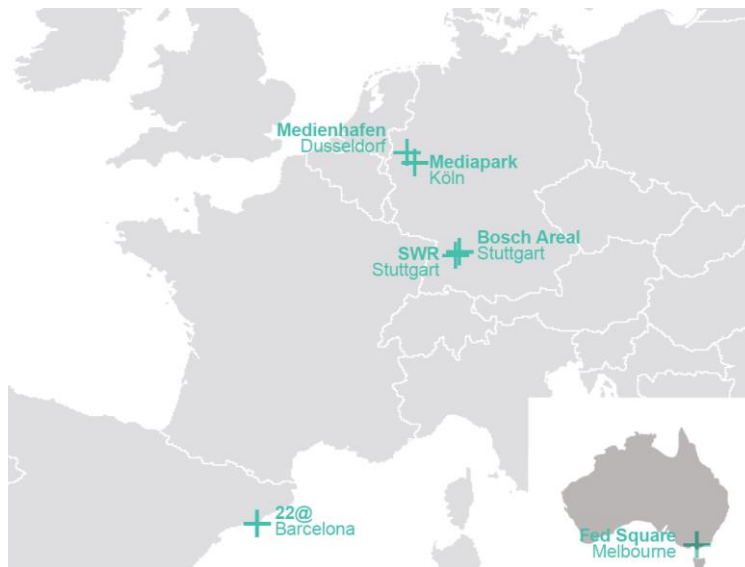 Medienhafen
Dusseldorf
Mediapark
Köln
Bosch Areal
Stuttgart
SWR
Stuttgart
22@
Barcelona
Fed Square
Melbourne